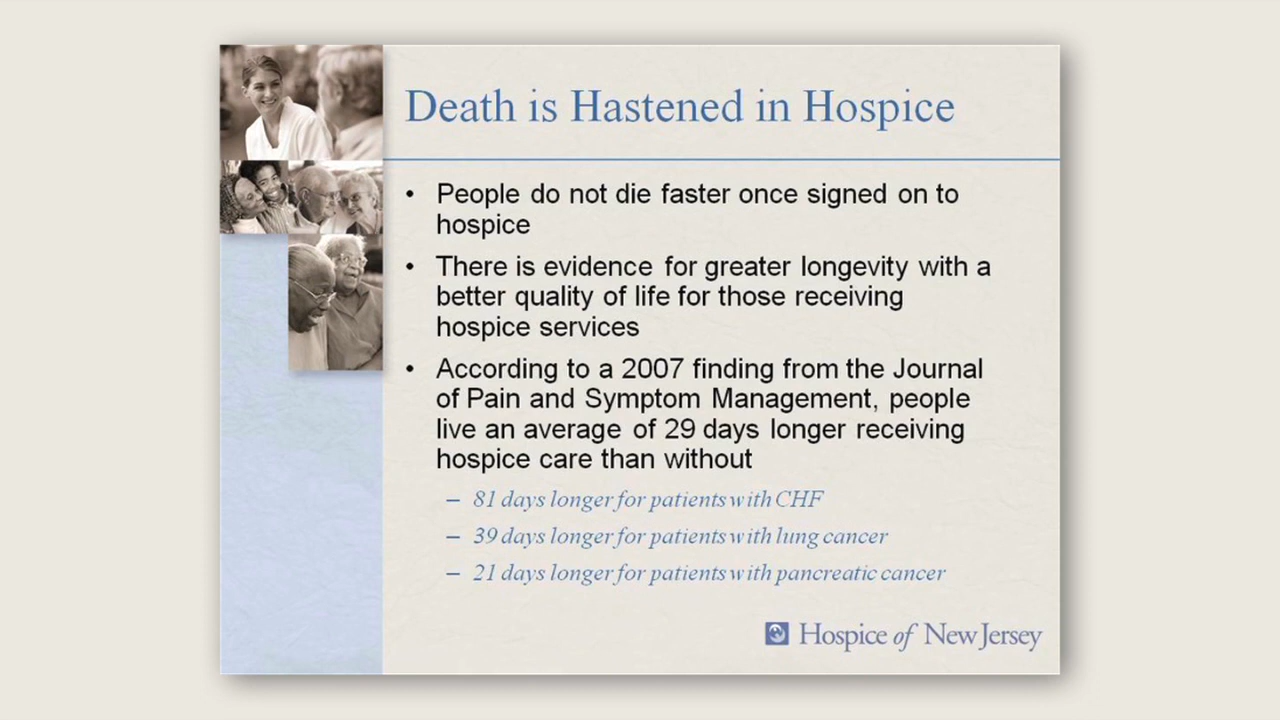 Death is Hastened in Hospice
• People do not die faster once signed on to
hospice
• There is evidence for greater longevity with a
better quality of life for those receiving
hospice services
• According to a 2007 finding from the Journal
of Pain and Symptom Management, people
live an average of 29 days longer receiving
hospice care than without
– 81 days longer for patients with CHF
– 39 days longer for patients with lung cancer
– 21 days longer for patients with pancreatic cancer
Hospice of New Jersey